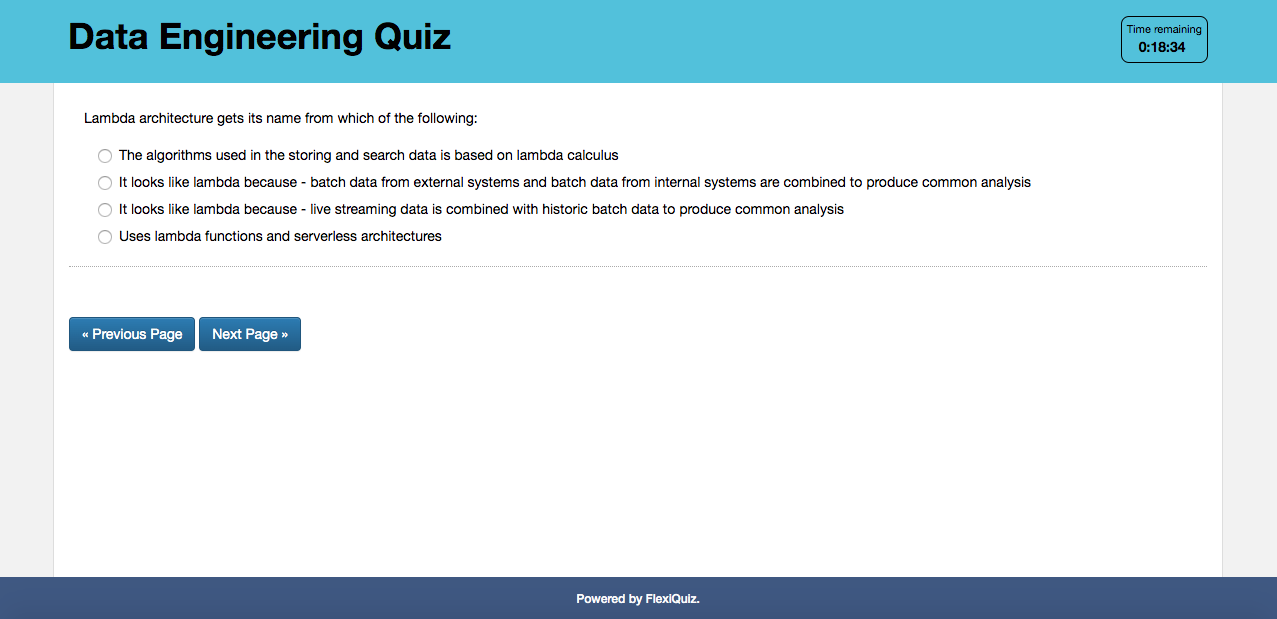 Data Engineering Quiz
Time remaining
0:18:34
Lambda architecture gets its name from which of the following:
The algorithms used in the storing and search data is based on lambda calculus
It looks like lambda because - batch data from external systems and batch data from internal systems are combined to produce common analysis
It looks like lambda because - live streaming data is combined with historic batch data to produce common analysis
Uses lambda functions and serverless architectures
« Previous Page
Next Page »
Powered by FlexiQuiz.